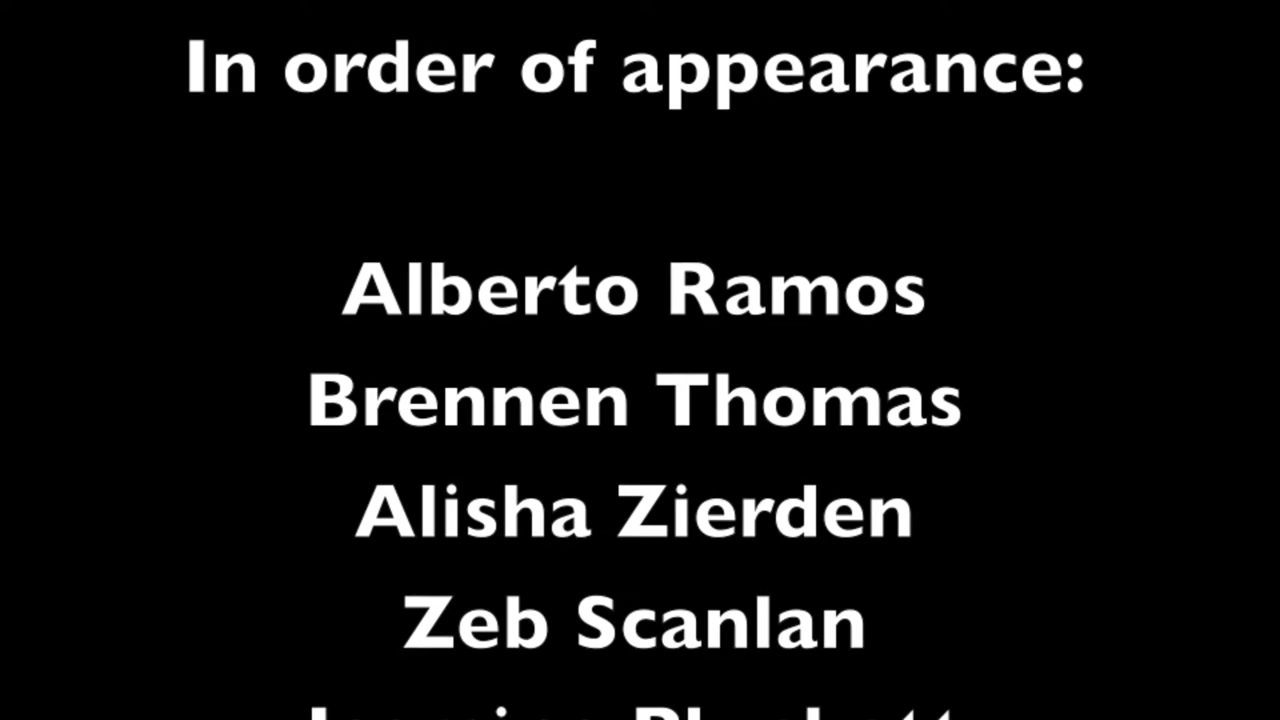 In order of appearance:
Alberto Ramos
Brennen Thomas
Alisha Zierden
Zeb Scanlan